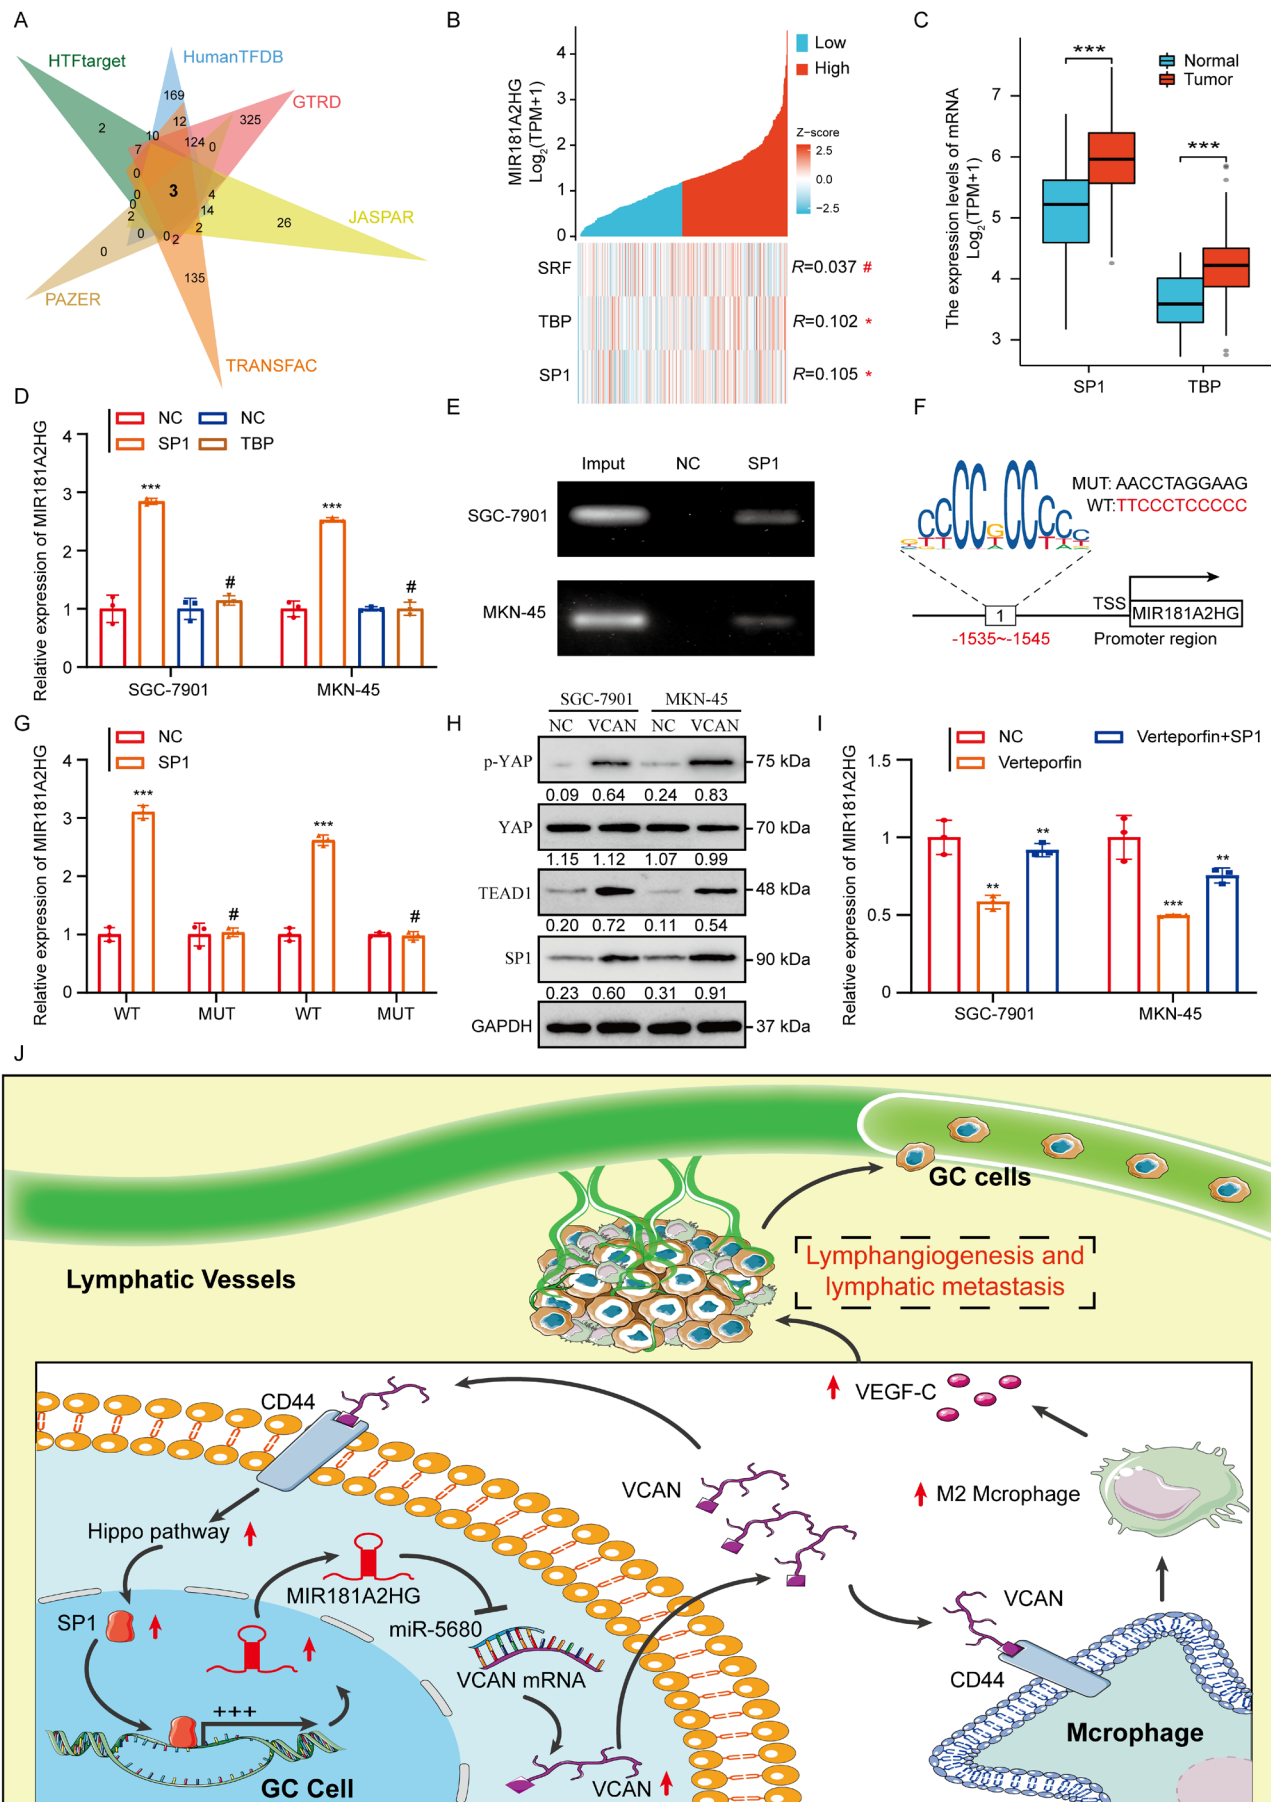 A
HTFtarget
HumanTFDB
GTRD
JASPAR
TRANSFAC
PAZER
169
12
10
2
7
124
0
325
0
3
0
0
4
14
2
26
2
0
0
2
0
135
B
MIR181A2HG
Log2(TPM+1)
4
3
2
1
0
Low
High
Z-score
2.5
0.0
−2.5
SRF
R=0.037 #
TBP
R=0.102 *
SP1
R=0.105 *
C
The expression levels of mRNA
Log2(TPM+1)
7
6
5
4
3
***
***
Normal
Tumor
SP1
TBP
D
NC
NC
SP1
TBP
Relative expression of MIR181A2HG
4
3
2
1
0
***
#
***
#
SGC-7901
MKN-45
E
Imput
NC
SP1
SGC-7901
MKN-45
F
MUT: AACCTAGGAAG
WT:TTCCCTCCCCC
1
-1535~-1545
TSS
MIR181A2HG
Promoter region
G
NC
SP1
Relative expression of MIR181A2HG
4
3
2
1
0
***
#
***
#
WT
MUT
WT
MUT
H
SGC-7901
MKN-45
NC
VCAN
NC
VCAN
p-YAP
75 kDa
0.09 0.64 0.24 0.83
YAP
70 kDa
1.15 1.12 1.07 0.99
TEAD1
48 kDa
0.20 0.72 0.11 0.54
SP1
90 kDa
0.23 0.60 0.31 0.91
GAPDH
37 kDa
I
NC
Verteporfin+SP1
Verteporfin
Relative expression of MIR181A2HG
1.5
1
0.5
0
**
**
***
**
SGC-7901
MKN-45
J
GC cells
Lymphatic Vessels
Lymphangiogenesis and
lymphatic metastasis
CD44
VEGF-C
VCAN
M2 Mcrophage
Hippo pathway
MIR181A2HG
SP1
miR-5680
VCAN mRNA
VCAN
CD44
+++
Mcrophage
GC Cell
VCAN